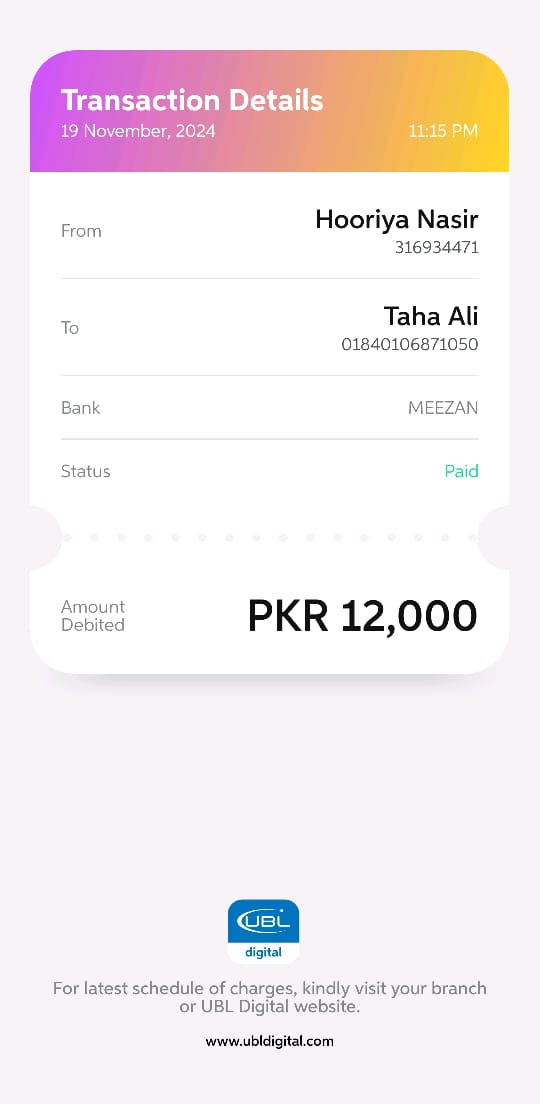 Transaction Details
19 November, 2024 11:15 PM
From Hooriya Nasir
316934471
To Taha Ali
01840106871050
Bank MEEZAN
Status Paid
Amount
Debited PKR 12,000
UBL
digital
For latest schedule of charges, kindly visit your branch
or UBL Digital website.
www.ubldigital.com